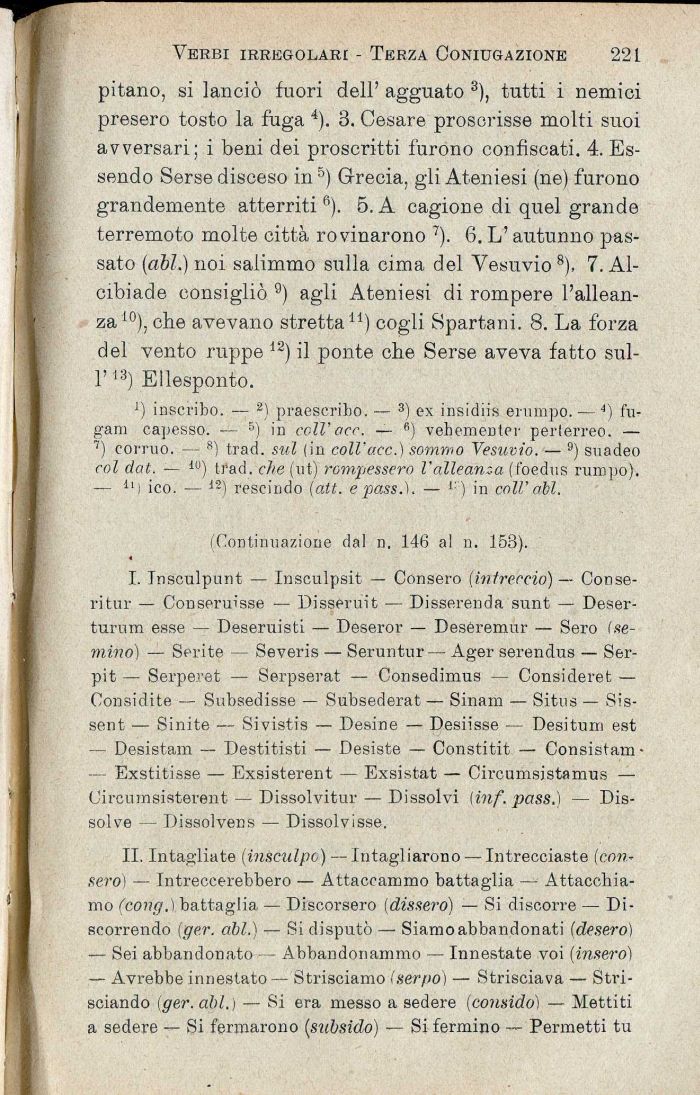 VERBI IRREGOLARI - TERZA CONIUGAZIONE 221
pitano, si lanciò fuori dell' agguato ³), tutti i nemici
presero tosto la fuga ⁴). 3. Cesare proscrisse molti suoi
avversari; i beni dei proscritti furono confiscati. 4. Es-
sendo Serse disceso in ⁵) Grecia, gli Ateniesi (ne) furono
grandemente atterriti ⁶). 5. A cagione di quel grande
terremoto molte città rovinarono ⁷). 6. L' autunno pas-
sato (abl.) noi salimmo sulla cima del Vesuvio ⁸). 7. Al-
cibiade consigliò ⁹) agli Ateniesi di rompere l'allean-
za ¹⁰), che avevano stretta ¹¹) cogli Spartani. 8. La forza
del vento ruppe ¹²) il ponte che Serse aveva fatto sul-
l' ¹³) Ellesponto.
¹) inscribo. — ²) praescribo. — ³) ex insidiis erumpo. — ⁴) fu-
gam capesso. — ⁵) in coll' acc. — ⁶) vehementer perterreo. —
⁷) corruo. — ⁸) trad. sul (in coll'acc.) sommo Vesuvio. — ⁹) suadeo
col dat. — ¹⁰) trad. che (ut) rompessero l'alleanza (foedus rumpo).
— ¹¹) ico. — ¹²) rescindo (att. e pass.). — ¹³) in coll' abl.
(Continuazione dal n. 146 al n. 153).
I. Insculpunt — Insculpsit — Consero (intreccio) — Conse-
ritur — Conseruisse — Disseruit — Disserenda sunt — Deser-
turum esse — Deseruisti — Deseror — Deseremur — Sero (se-
mino) — Serite — Severis — Seruntur — Ager serendus — Ser-
pit — Serperet — Serpserat — Consedimus — Consideret —
Considite — Subsedisse — Subsederat — Sinam — Situs — Sis-
sent — Sinite — Sivistis — Desine — Desiisse — Desitum est
— Desistam — Destitisti — Desiste — Constitit — Consistam -
— Exstitisse — Exsisterent — Exsistat — Circumsistamus —
Circumsisterent — Dissolvitur — Dissolvi (inf. pass.) — Dis-
solve — Dissolvens — Dissolvisse.
II. Intagliate (insculpo) — Intagliarono — Intrecciaste (con-
sero) — Intreccerebbero — Attaccammo battaglia — Attacchia-
mo (cong.) battaglia — Discorsero (dissero) — Si discorre — Di-
scorrendo (ger. abl.) — Si disputò — Siamo abbandonati (desero)
— Sei abbandonato — Abbandonammo — Innestate voi (insero)
— Avrebbe innestato — Strisciamo (serpo) — Strisciava — Stri-
sciando (ger. abl.) — Si era messo a sedere (consido) — Mettiti
a sedere — Si fermarono (subsido) — Si fermino — Permetti tu